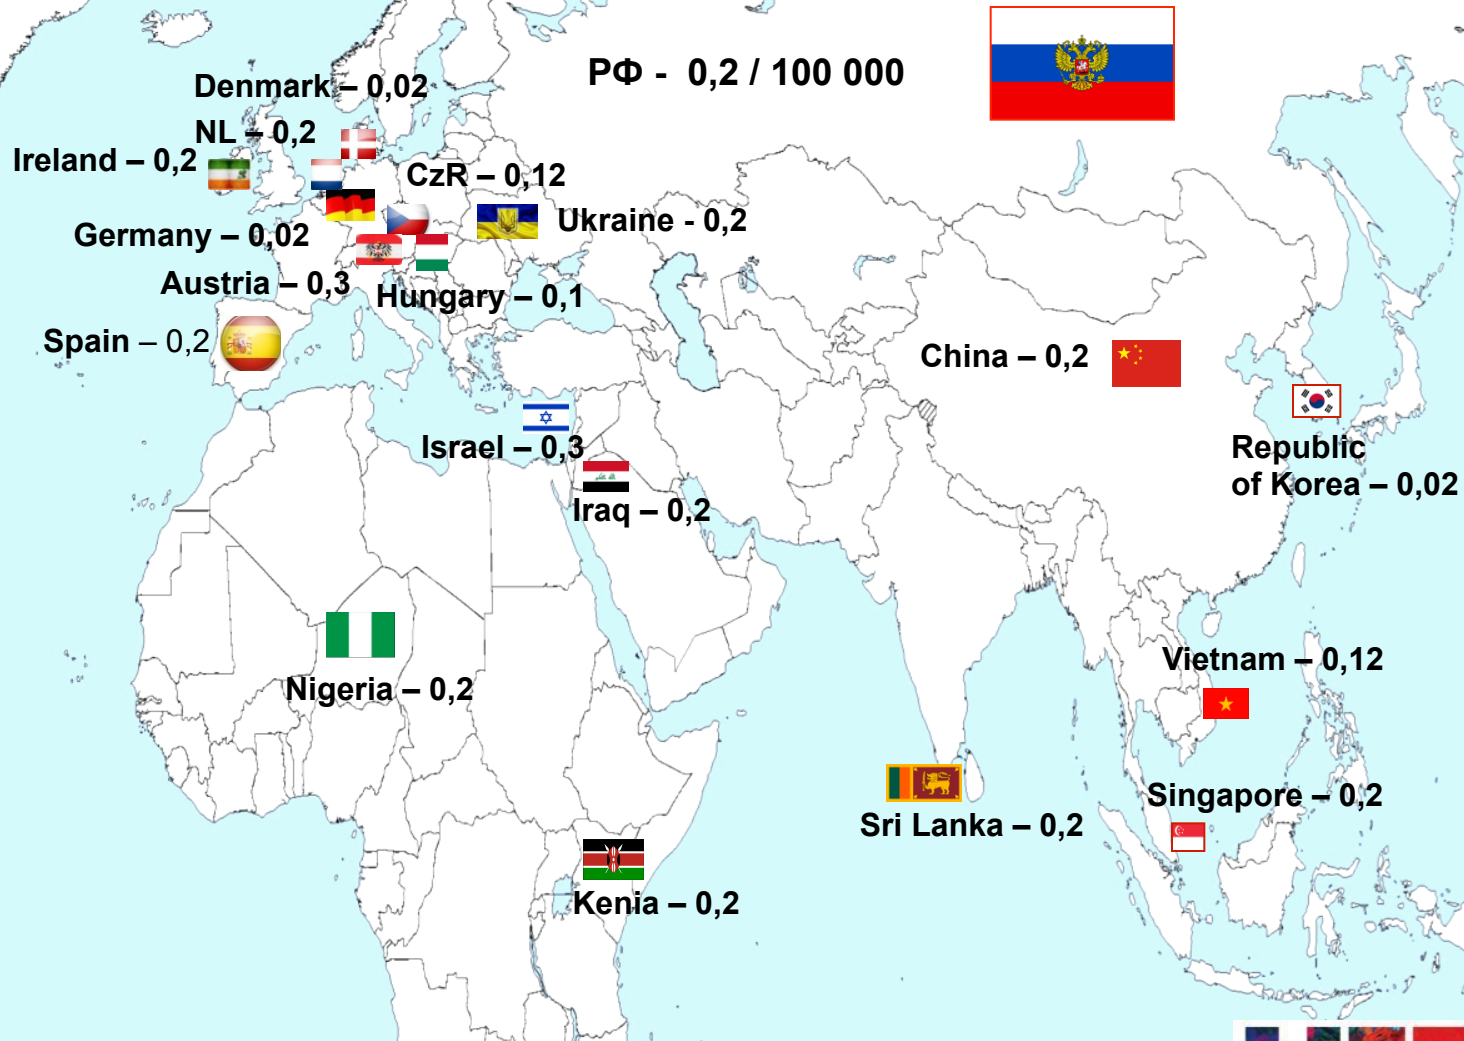 РФ - 0,2 / 100 000
Denmark – 0,02
NL – 0,2
Ireland – 0,2
CzR – 0,12
Ukraine - 0,2
Germany – 0,02
Austria – 0,3
Hungary – 0,1
Spain – 0,2
China – 0,2
Israel – 0,3
Republic
of Korea – 0,02
Iraq – 0,2
Vietnam – 0,12
Nigeria – 0,2
Singapore – 0,2
Sri Lanka – 0,2
Kenia – 0,2